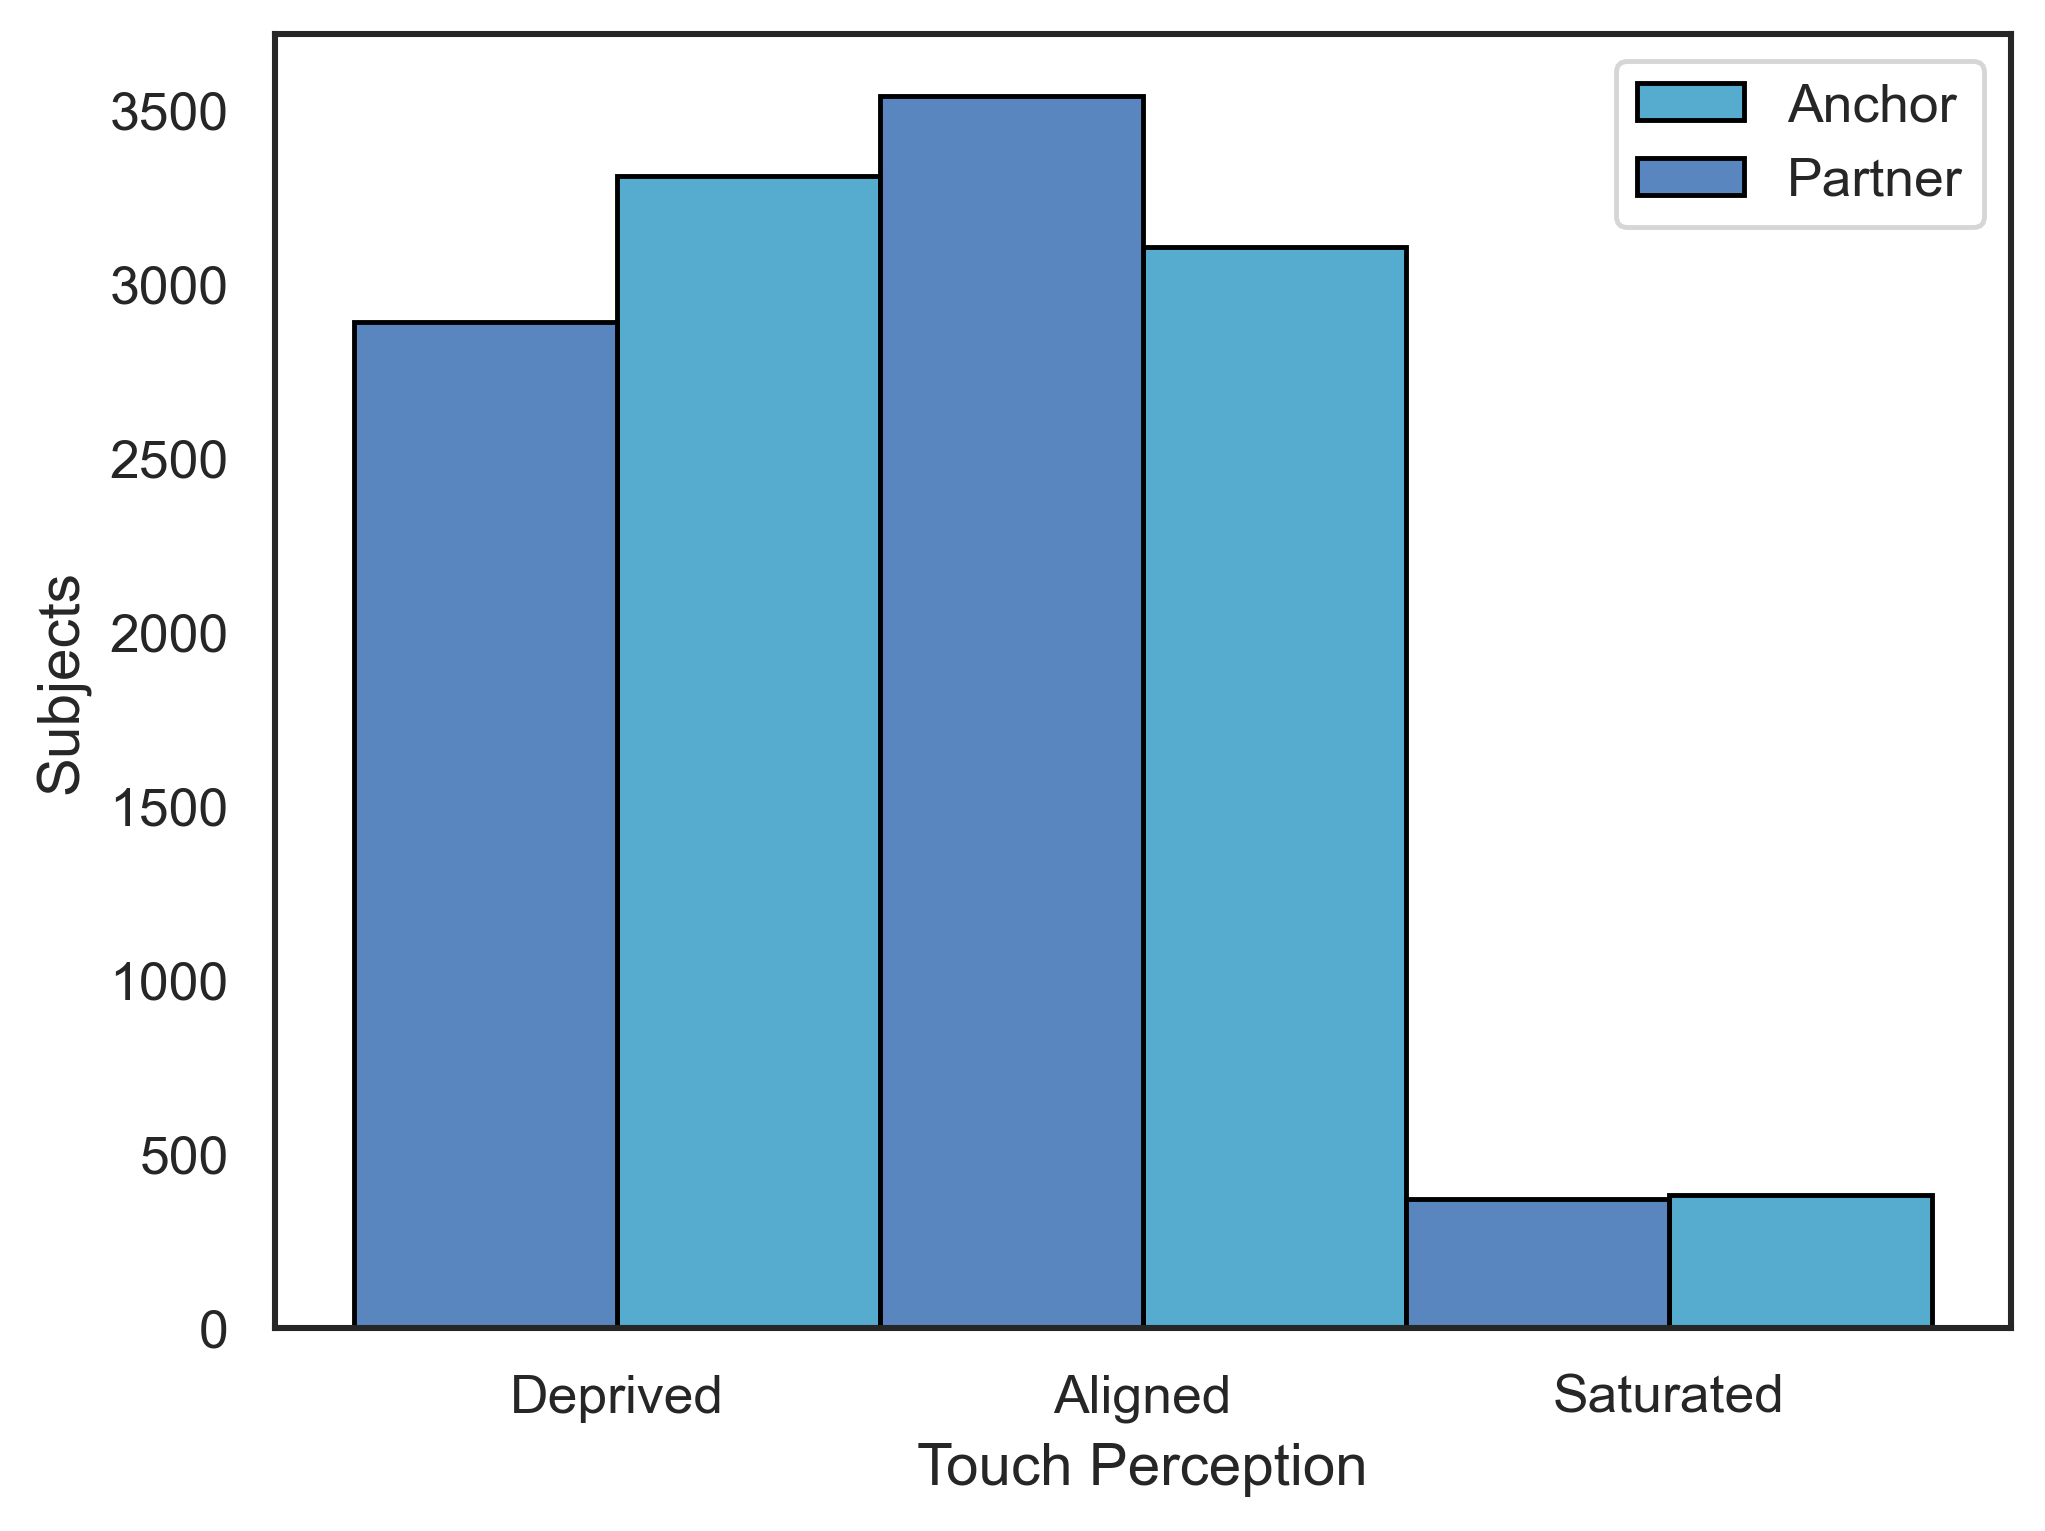 Anchor
Partner
3500
3000
2500
2000
1500
1000
500
0
Subjects
Deprived Aligned Saturated
Touch Perception